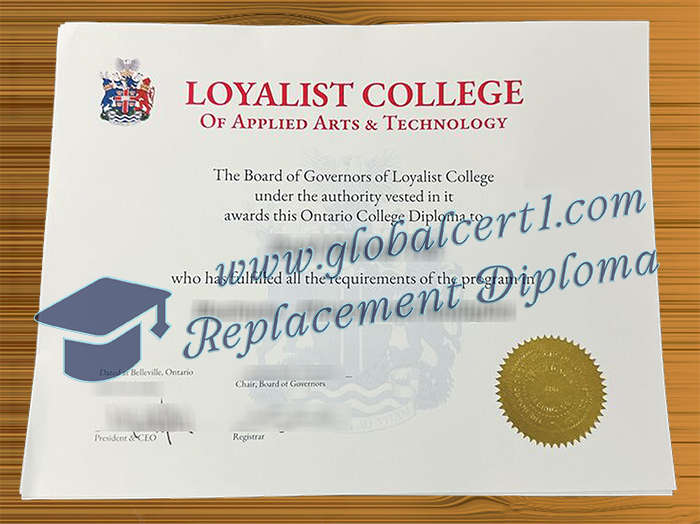 LOYALIST COLLEGE
OF APPLIED ARTS & TECHNOLOGY
The Board of Governors of Loyalist College
under the authority vested in it
awards this Ontario College Diploma to
www.globalcert1.com
who has fulfilled all the requirements of the program in
Replacement Diploma
Dated at Belleville, Ontario
Chair, Board of Governors
President & CEO
Registrar